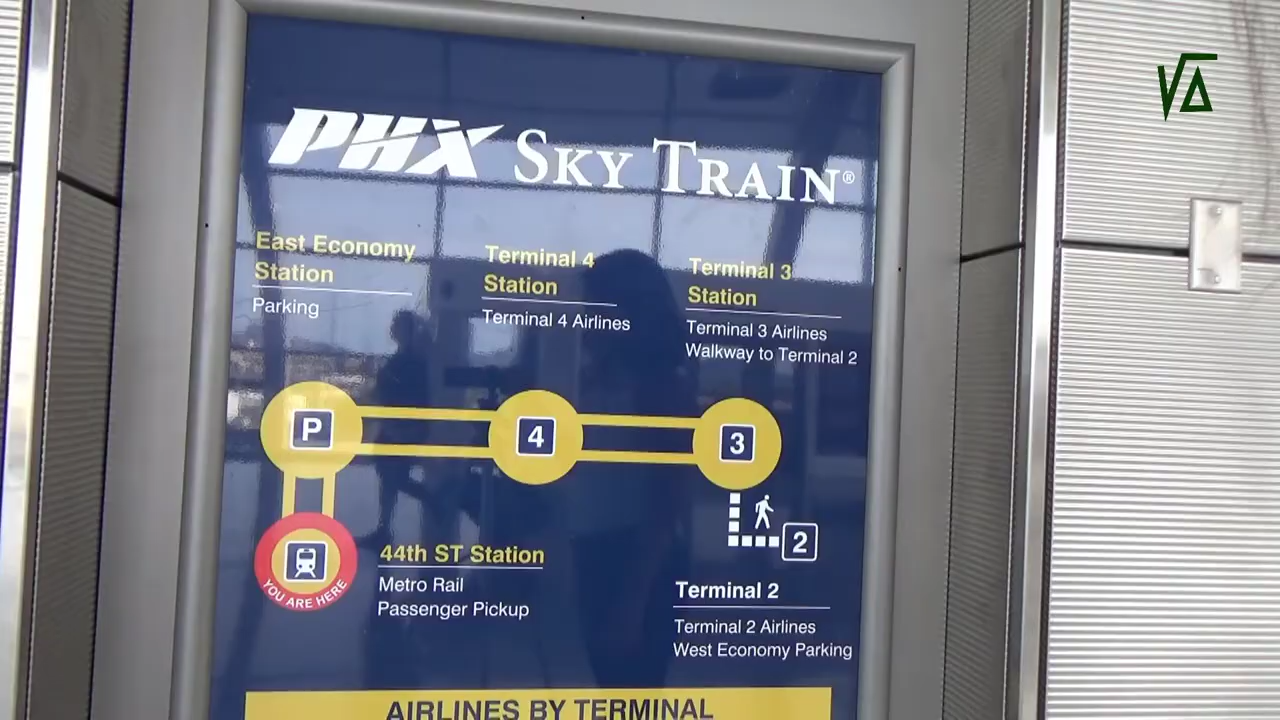 PHX SKY TRAIN®
East Economy
Station
Parking
Terminal 4
Station
Terminal 4 Airlines
Terminal 3
Station
Terminal 3 Airlines
Walkway to Terminal 2
P
4
3
2
YOU ARE HERE
44th ST Station
Metro Rail
Passenger Pickup
Terminal 2
Terminal 2 Airlines
West Economy Parking
AIRLINES BY TERMINAL